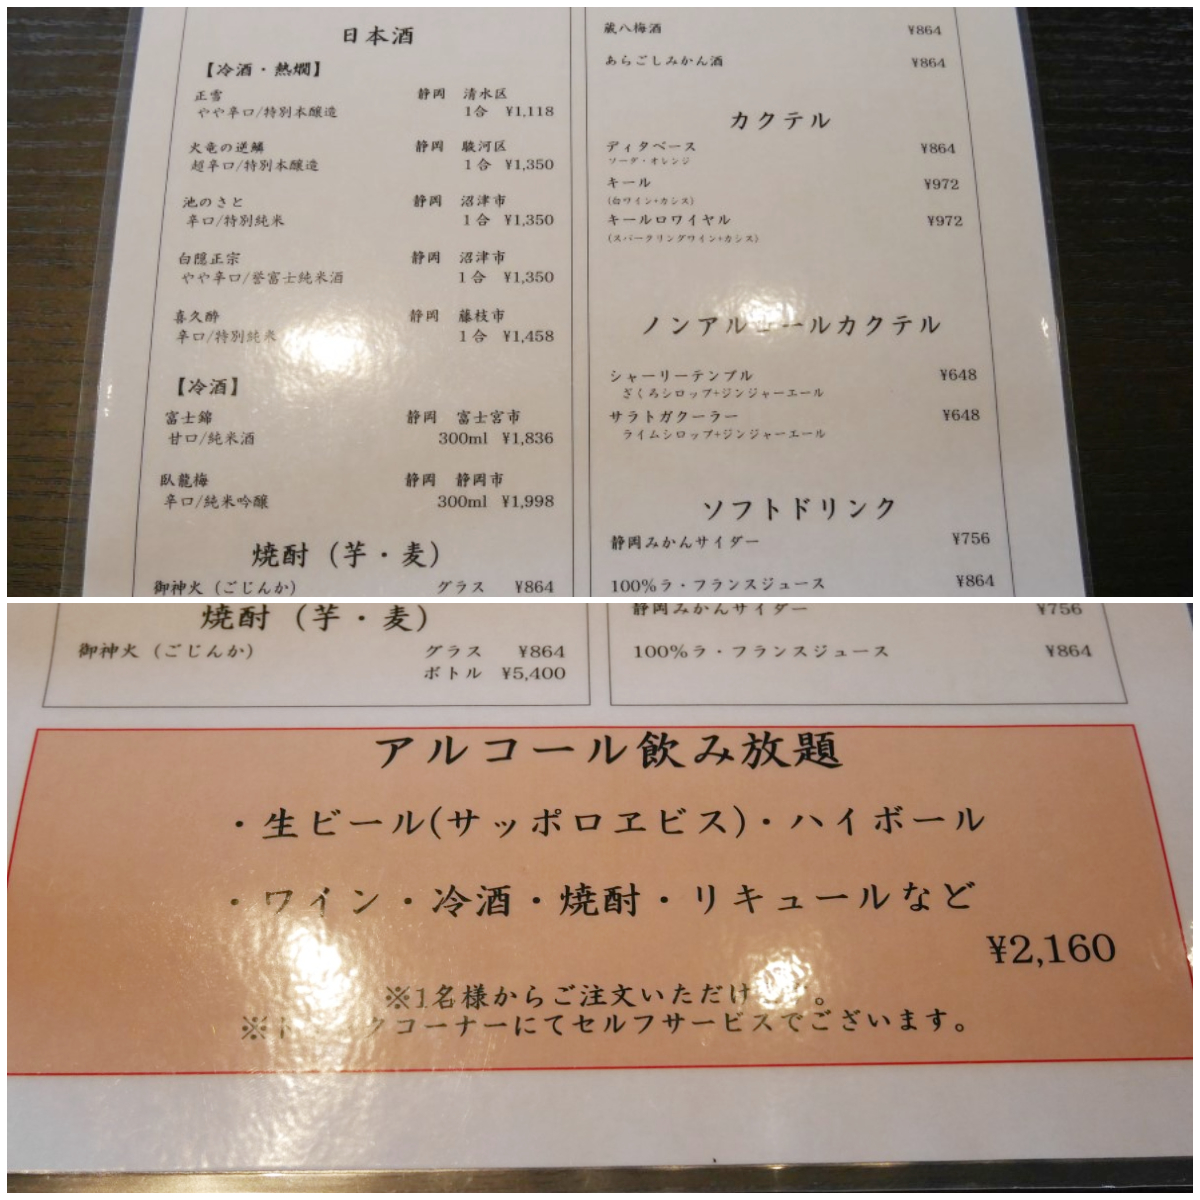 日本酒
【冷酒・熱燗】
正雪 静岡 清水区
やや辛口/特別本醸造 1合 ¥1,118
火竜の逆鱗 静岡 駿河区
超辛口/特別本醸造 1合 ¥1,350
池のさと 静岡 沼津市
辛口/特別純米 1合 ¥1,350
白隠正宗 静岡 沼津市
やや辛口/誉富士純米酒 1合 ¥1,350
喜久酔 静岡 藤枝市
辛口/特別純米 1合 ¥1,458
【冷酒】
富士錦 静岡 富士宮市
甘口/純米酒 300ml ¥1,836
臥龍梅 静岡 静岡市
辛口/純米吟醸 300ml ¥1,998
焼酎(芋・麦)
御神火(ごじんか) グラス ¥864
蔵八梅酒 ¥864
あらごしみかん酒 ¥864
カクテル
ディタベース ¥864
ソーダ・オレンジ
キール ¥972
(白ワイン+カシス)
キールロワイヤル ¥972
(スパークリングワイン+カシス)
ノンアルコールカクテル
シャーリーテンプル ¥648
ざくろシロップ+ジンジャーエール
サラトガクーラー ¥648
ライムシロップ+ジンジャーエール
ソフトドリンク
静岡みかんサイダー ¥756
100%ラ・フランスジュース ¥864
焼酎(芋・麦)
御神火(ごじんか) グラス ¥864
ボトル ¥5,400
静岡みかんサイダー ¥756
100%ラ・フランスジュース ¥864
アルコール飲み放題
・生ビール(サッポロヱビス)・ハイボール
・ワイン・冷酒・焼酎・リキュールなど
¥2,160
※1名様からご注文いただけ。
※コーナーにてセルフサービスでございます。